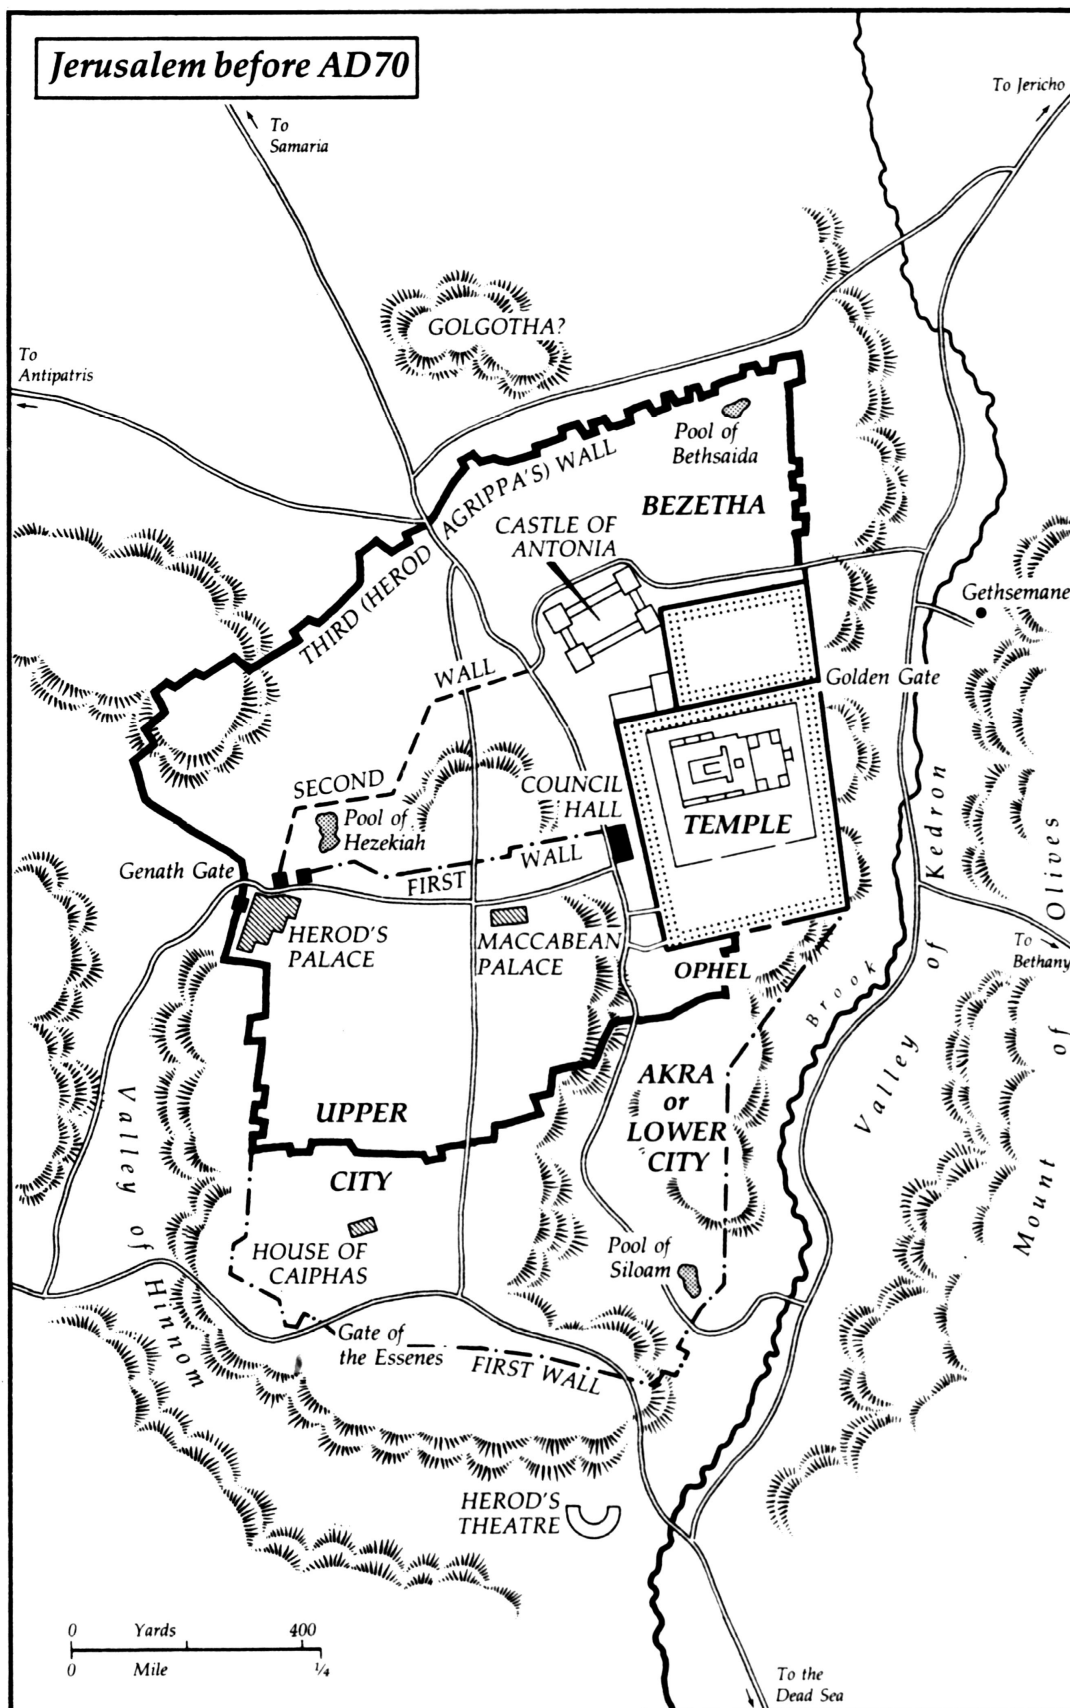 Jerusalem before AD 70
To Jericho
To
Samaria
GOLGOTHA?
To
Antipatris
Pool of
Bethsaida
THIRD (HEROD AGRIPPA'S) WALL
BEZETHA
CASTLE OF
ANTONIA
Gethsemane
WALL
Golden Gate
SECOND
COUNCIL
HALL
Pool of
Hezekiah
TEMPLE
WALL
FIRST
Genath Gate
HEROD'S
PALACE
MACCABEAN
PALACE
OPHEL
To
Bethany
Brook
Valley of Kedron
Mount of Olives
AKRA
or
LOWER
CITY
UPPER
CITY
Valley of Hinnom
HOUSE OF
CAIPHAS
Pool of
Siloam
Gate of
the Essenes
FIRST WALL
HEROD'S
THEATRE
0 Yards 400
0 Mile ¼
To the
Dead Sea